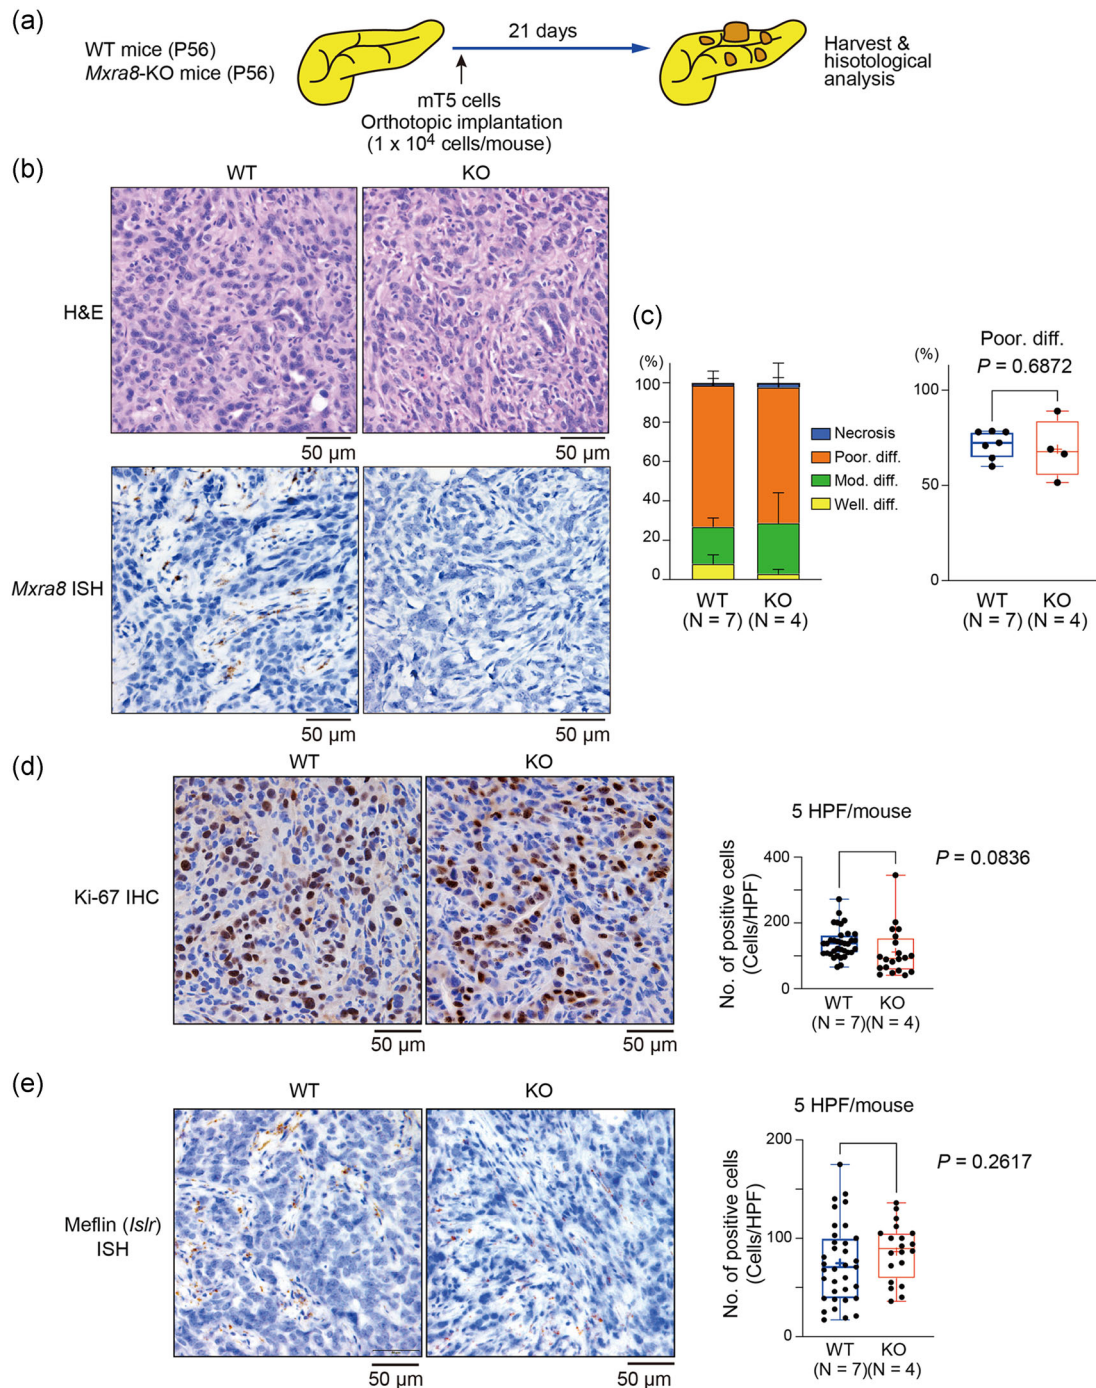 (a)
WT mice (P56)
Mxra8-KO mice (P56)
21 days
mT5 cells
Orthotopic implantation
(1 x 10⁴ cells/mouse)
Harvest &
hisotological
analysis
(b)
WT KO
H&E
50 µm 50 µm
Mxra8 ISH
50 µm 50 µm
(c)
(%)
100
80
60
40
20
0
WT KO
(N = 7) (N = 4)
Necrosis
Poor. diff.
Mod. diff.
Well. diff.
Poor. diff.
(%)
P = 0.6872
100
50
0
WT KO
(N = 7) (N = 4)
(d)
WT KO
Ki-67 IHC
50 µm 50 µm
5 HPF/mouse
P = 0.0836
No. of positive cells
(Cells/HPF)
400
200
100
0
WT KO
(N = 7) (N = 4)
(e)
WT KO
Meflin (Islr)
ISH
50 µm 50 µm
5 HPF/mouse
P = 0.2617
No. of positive cells
(Cells/HPF)
200
100
0
WT KO
(N = 7) (N = 4)